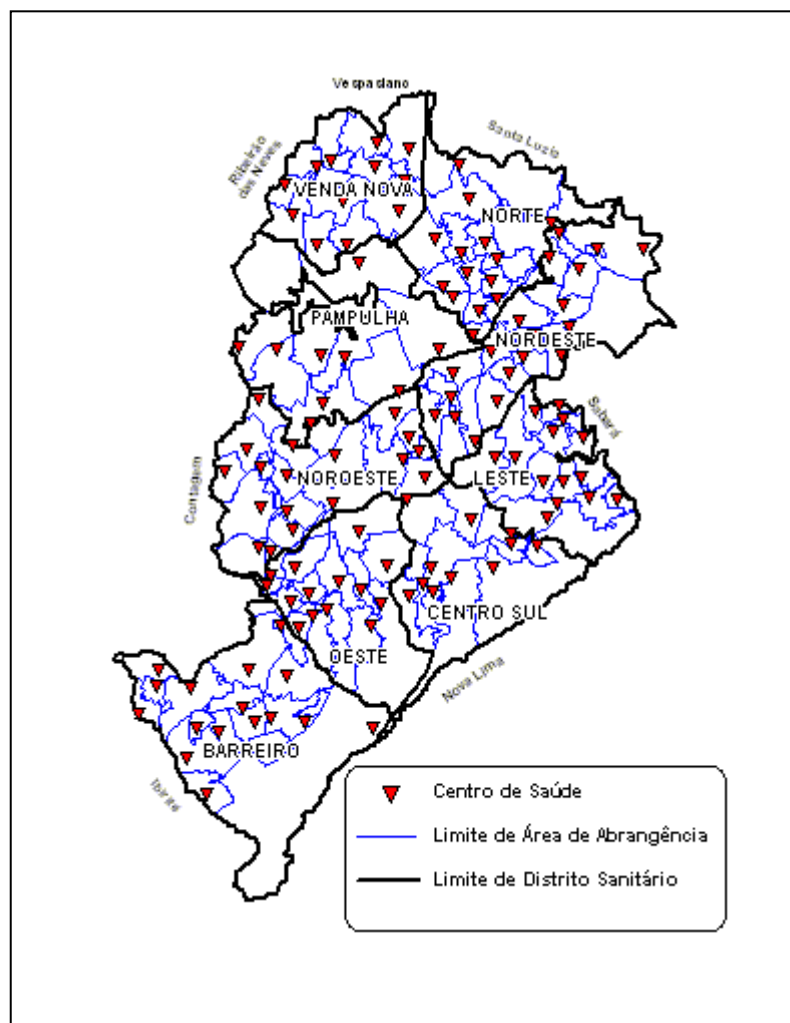 Vespasiano
Santa Luzia
Ribeirão
das Neves
VENDA NOVA
NORTE
PAMPULHA
NORDESTE
Sabará
NOROESTE
LESTE
Contagem
CENTRO SUL
OESTE
Nova Lima
BARREIRO
Ibirité
Centro de Saúde
Limite de Área de Abrangência
Limite de Distrito Sanitário